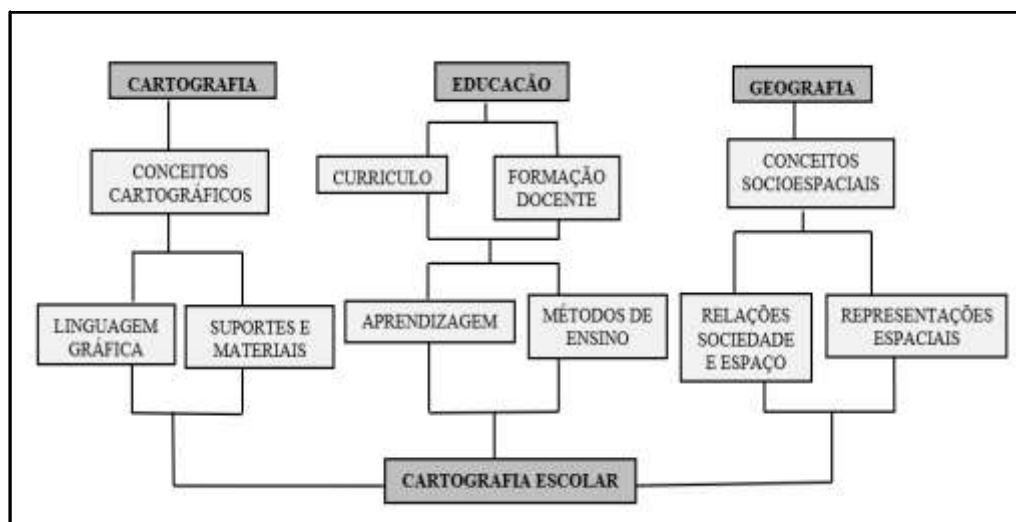 CARTOGRAFIA
EDUCACÃO
GEOGRAFIA
CONCEITOS
CARTOGRÁFICOS
CURRICULO
FORMAÇÃO
DOCENTE
CONCEITOS
SOCIOESPACIAIS
LINGUAGEM
GRÁFICA
SUPORTES E
MATERIAIS
APRENDIZAGEM
MÉTODOS DE
ENSINO
RELAÇÕES
SOCIEDADE
E ESPAÇO
REPRESENTAÇÕES
ESPACIAIS
CARTOGRAFIA ESCOLAR